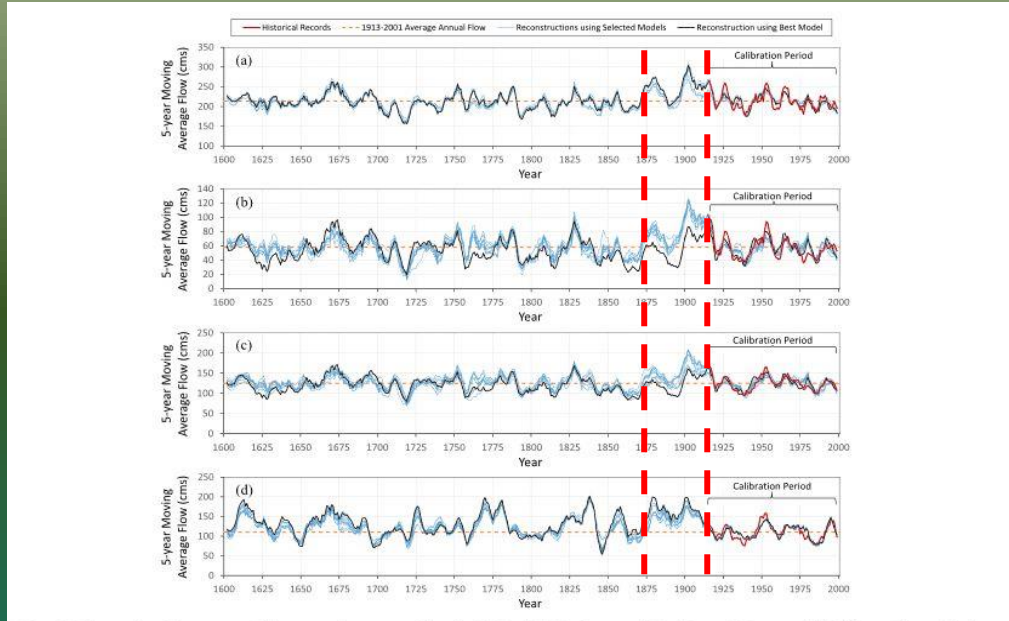 Historical Records 1913-2001 Average Annual Flow Reconstructions using Selected Models Reconstruction using Best Model
(a)
Calibration Period
5-year Moving
Average Flow (cms)
350
300
250
200
150
100
1600 1625 1650 1675 1700 1725 1750 1775 1800 1825 1850 1875 1900 1925 1950 1975 2000
Year
(b)
Calibration Period
5-year Moving
Average Flow (cms)
140
120
100
80
60
40
20
0
1600 1625 1650 1675 1700 1725 1750 1775 1800 1825 1850 1875 1900 1925 1950 1975 2000
Year
(c)
Calibration Period
5-year Moving
Average Flow (cms)
250
200
150
100
50
0
1600 1625 1650 1675 1700 1725 1750 1775 1800 1825 1850 1875 1900 1925 1950 1975 2000
Year
(d)
Calibration Period
5-year Moving
Average Flow (cms)
250
200
150
100
50
0
1600 1625 1650 1675 1700 1725 1750 1775 1800 1825 1850 1875 1900 1925 1950 1975 2000
Year